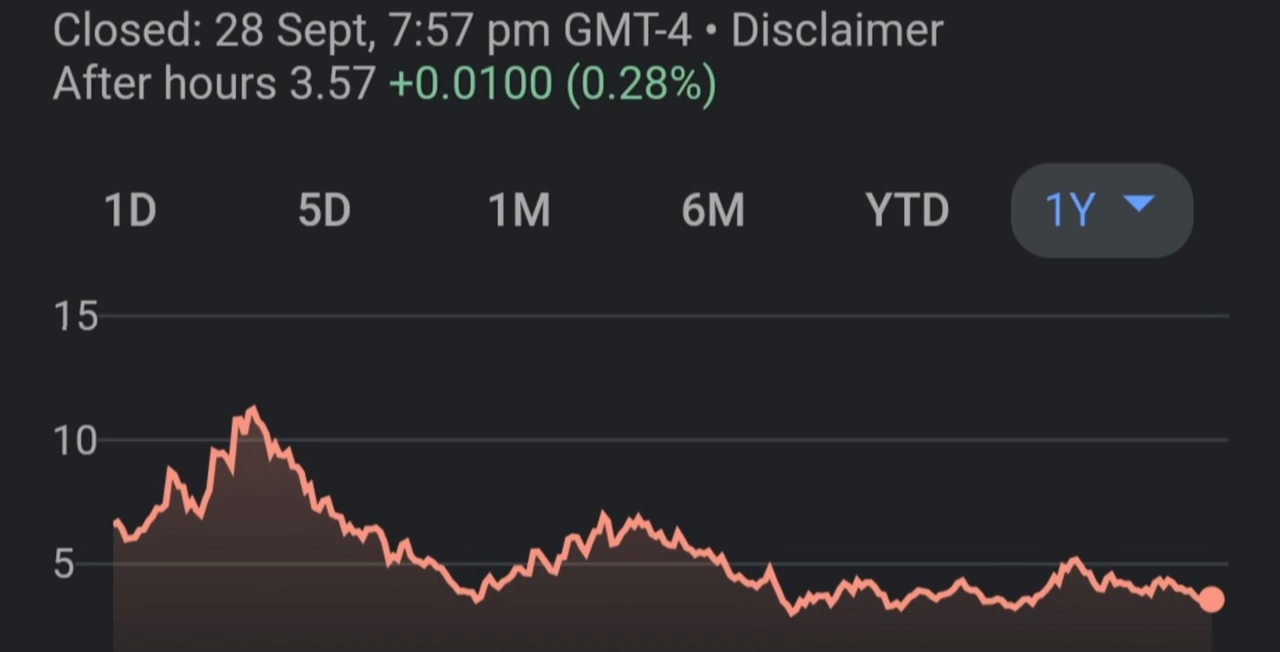 Closed: 28 Sept, 7:57 pm GMT-4 • Disclaimer
After hours 3.57 +0.0100 (0.28%)
1D 5D 1M 6M YTD 1Y
15
10
5